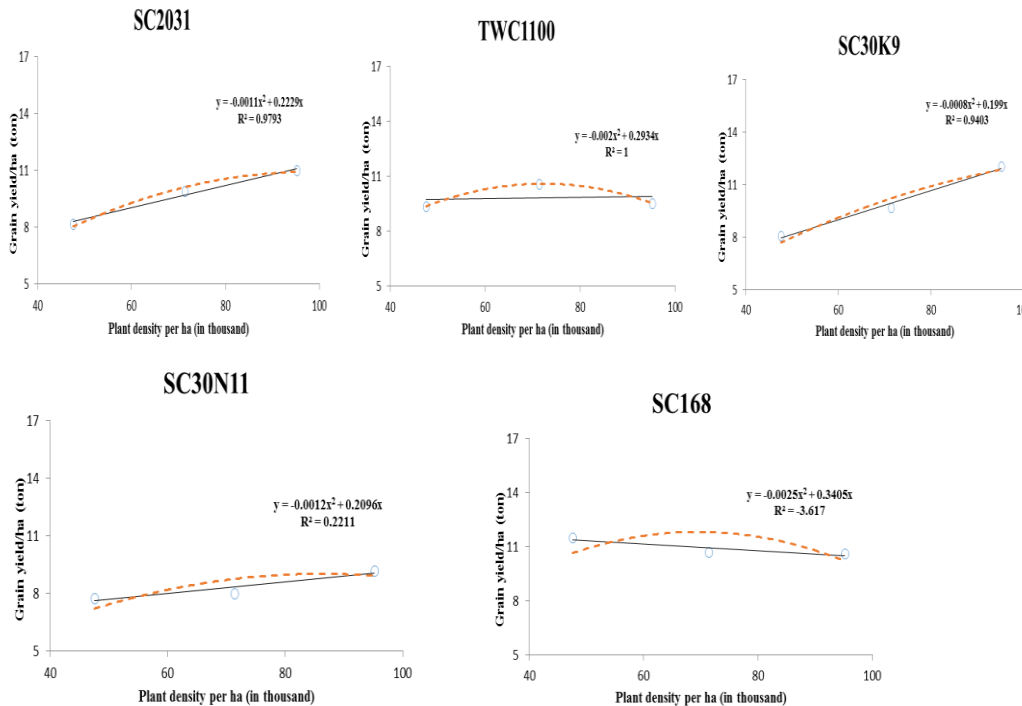 SC2031
17
14
11
8
5
40
60
80
100
Grain yield/ha (ton)
Plant density per ha (in thousand)
y = -0.0011x² + 0.2229x
R² = 0.9793
TWC1100
17
14
11
8
5
40
60
80
100
Grain yield/ha (ton)
Plant density per ha (in thousand)
y = -0.002x² + 0.2934x
R² = 1
SC30K9
17
14
11
8
5
40
60
80
100
Grain yield/ha (ton)
Plant density per ha (in thousand)
y = -0.0008x² + 0.199x
R² = 0.9403
SC30N11
17
14
11
8
5
40
60
80
100
Grain yield/ha (ton)
Plant density per ha (in thousand)
y = -0.0012x² + 0.2096x
R² = 0.2211
SC168
17
14
11
8
5
40
60
80
100
Grain yield/ha (ton)
Plant density per ha (in thousand)
y = -0.0025x² + 0.3405x
R² = -3.617